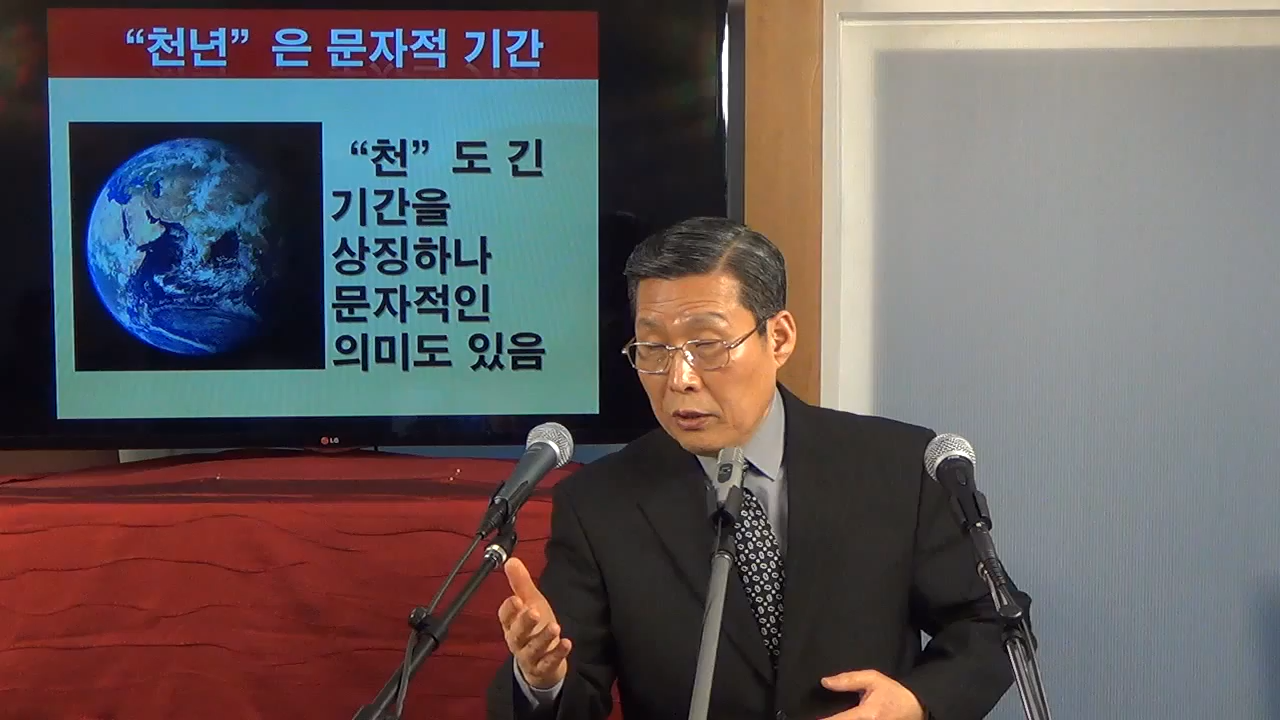 “천년” 은 문자적 기간
“천” 도 긴
기간을
상징하나
문자적인
의미도 있음
LG